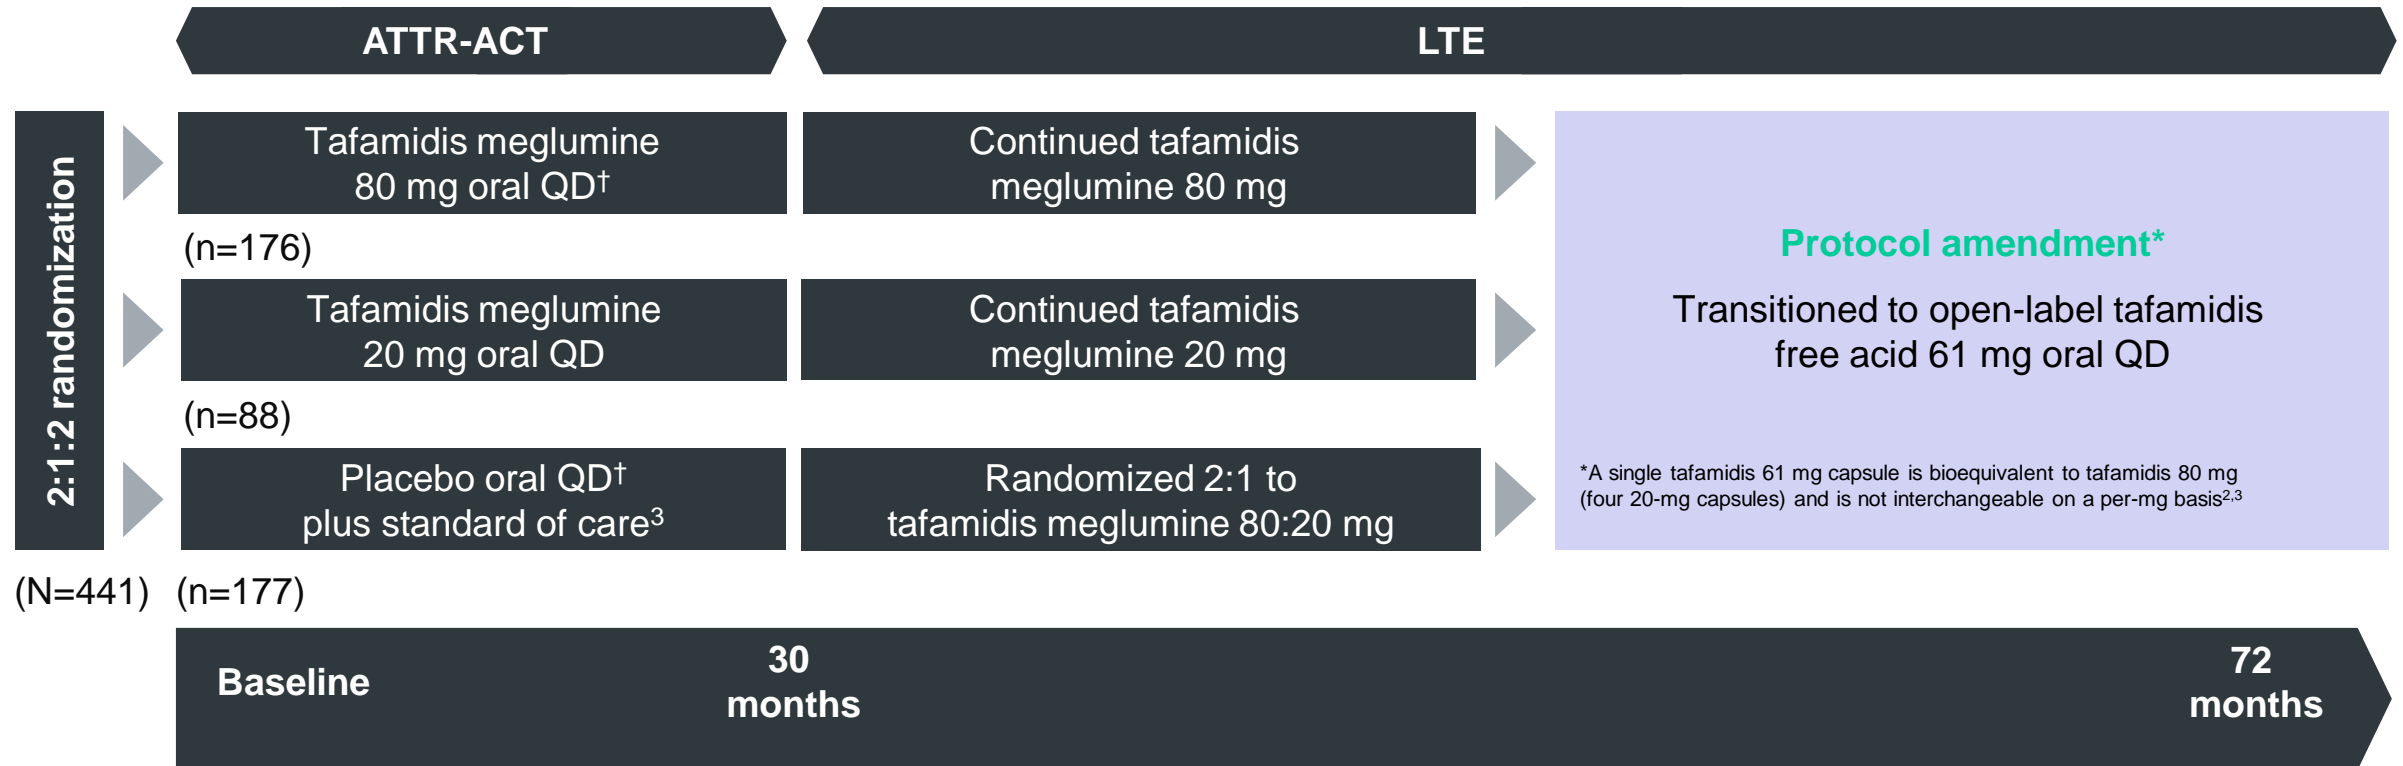 ATTR-ACT
LTE
2:1:2 randomization
(N=441)
Tafamidis meglumine
80 mg oral QD†
(n=176)
Continued tafamidis
meglumine 80 mg
Tafamidis meglumine
20 mg oral QD
(n=88)
Continued tafamidis
meglumine 20 mg
Placebo oral QD†
plus standard of care3
(n=177)
Randomized 2:1 to
tafamidis meglumine 80:20 mg
Protocol amendment*
Transitioned to open-label tafamidis
free acid 61 mg oral QD
*A single tafamidis 61 mg capsule is bioequivalent to tafamidis 80 mg
(four 20-mg capsules) and is not interchangeable on a per-mg basis2,3
Baseline
30
months
72
months